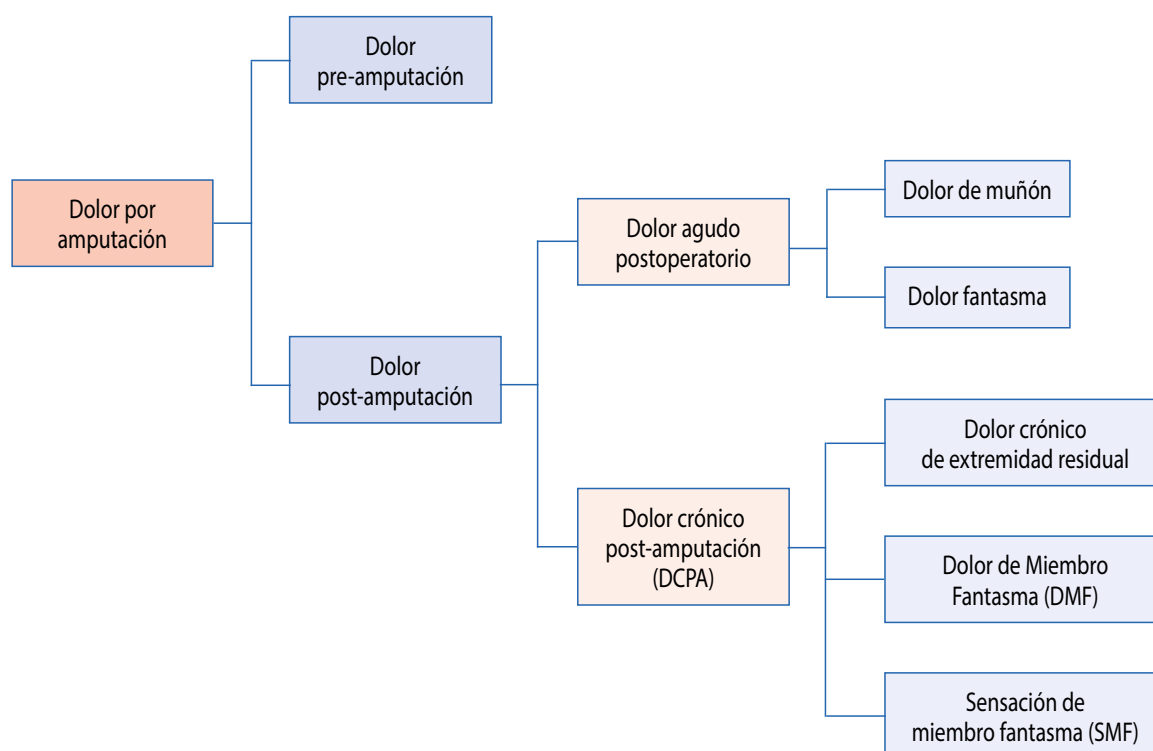 Dolor
pre-amputación
Dolor por
amputación
Dolor
post-amputación
Dolor agudo
postoperatorio
Dolor de muñón
Dolor fantasma
Dolor crónico
post-amputación
(DCPA)
Dolor crónico
de extremidad residual
Dolor de Miembro
Fantasma (DMF)
Sensación de
miembro fantasma (SMF)